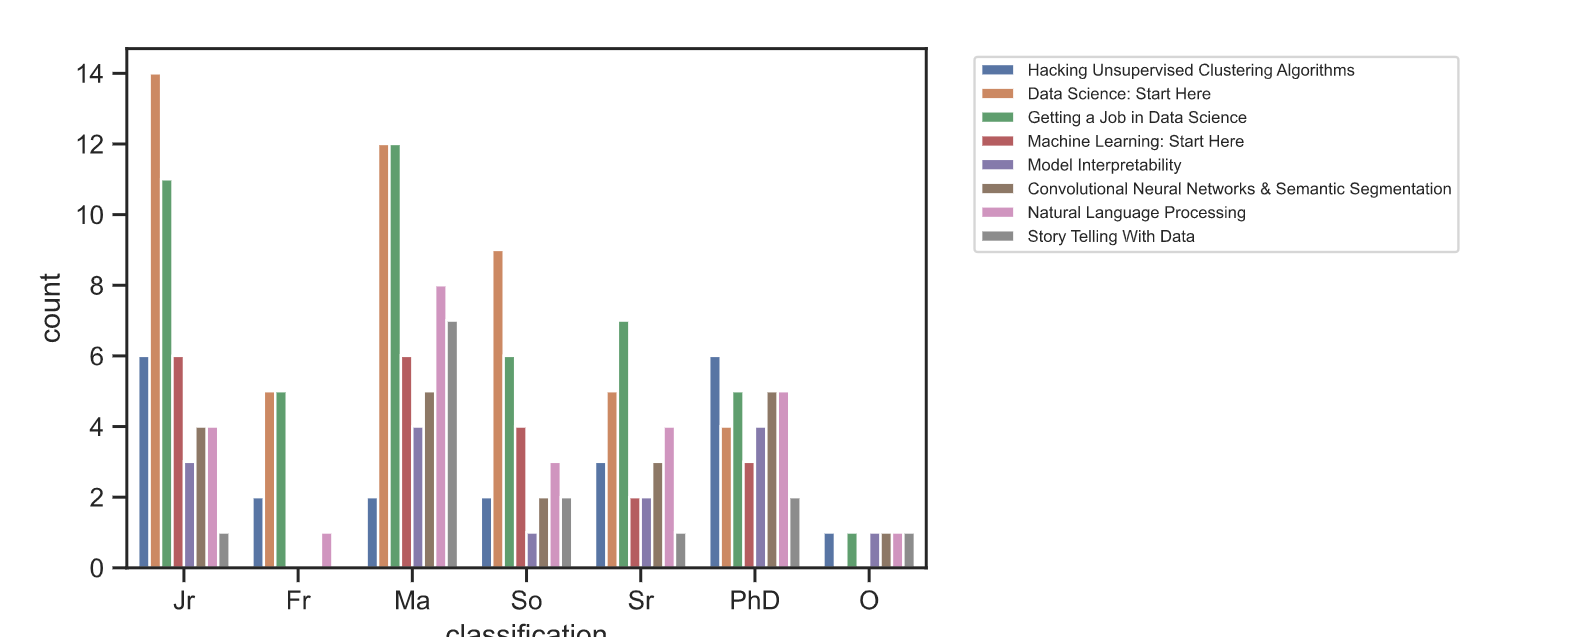 14
12
10
8
6
4
2
0
count
Jr Fr Ma So Sr PhD O
classification
Hacking Unsupervised Clustering Algorithms
Data Science: Start Here
Getting a Job in Data Science
Machine Learning: Start Here
Model Interpretability
Convolutional Neural Networks & Semantic Segmentation
Natural Language Processing
Story Telling With Data